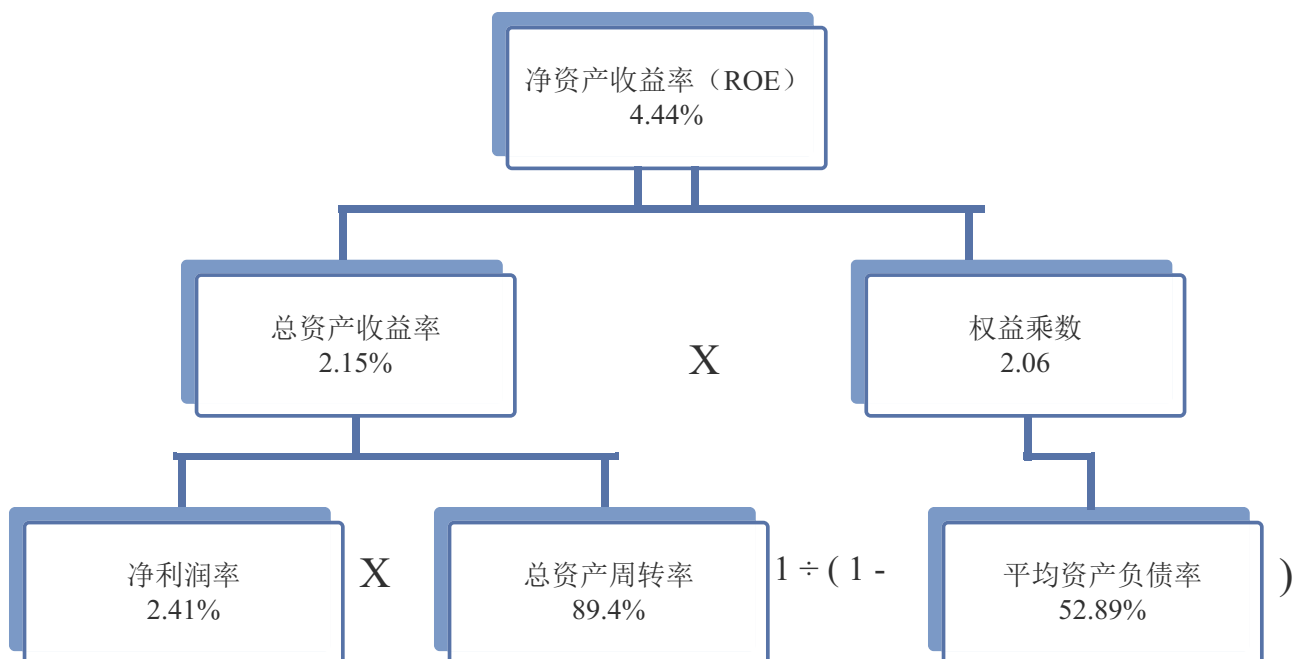 净资产收益率（ROE）
4.44%
总资产收益率
2.15%
X
权益乘数
2.06
净利润率
2.41%
X
总资产周转率
89.4%
1 ÷ ( 1 -
平均资产负债率
52.89%
)